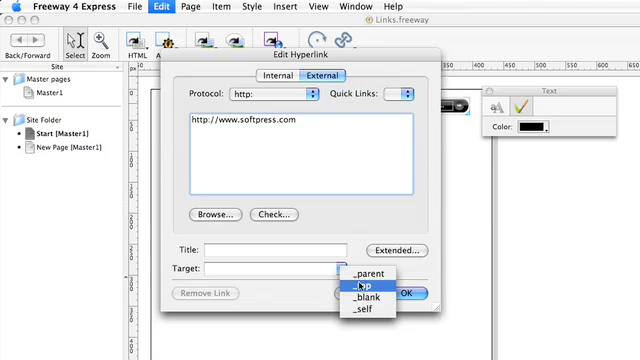 Freeway 4 Express File Edit Page Item Style Insert View Window Help
Links.freeway
Back/Forward Select Zoom HTML
Edit Hyperlink
Site
Master pages
Master1
Site Folder
Start [Master1]
New Page [Master1]
Internal External
Protocol: http: Quick Links:
http://www.softpress.com
Browse... Check...
Title: Extended...
Target:
_parent
_blank
_self
Remove Link OK
Text
Color: